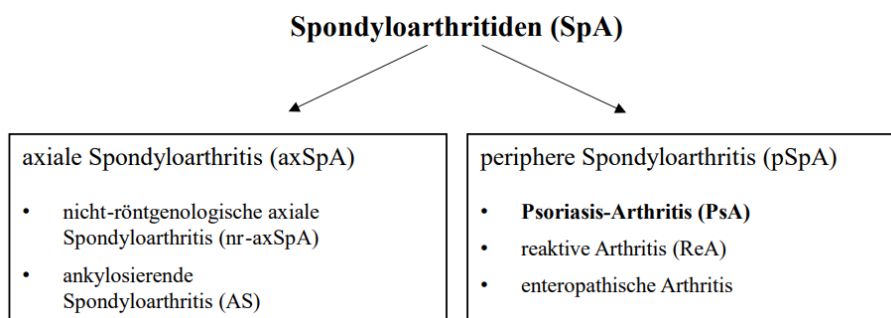 Spondyloarthritiden (SpA)
axiale Spondyloarthritis (axSpA)
• nicht-röntgenologische axiale
Spondyloarthritis (nr-axSpA)
• ankylosierende
Spondyloarthritis (AS)
periphere Spondyloarthritis (pSpA)
• Psoriasis-Arthritis (PsA)
• reaktive Arthritis (ReA)
• enteropathische Arthritis